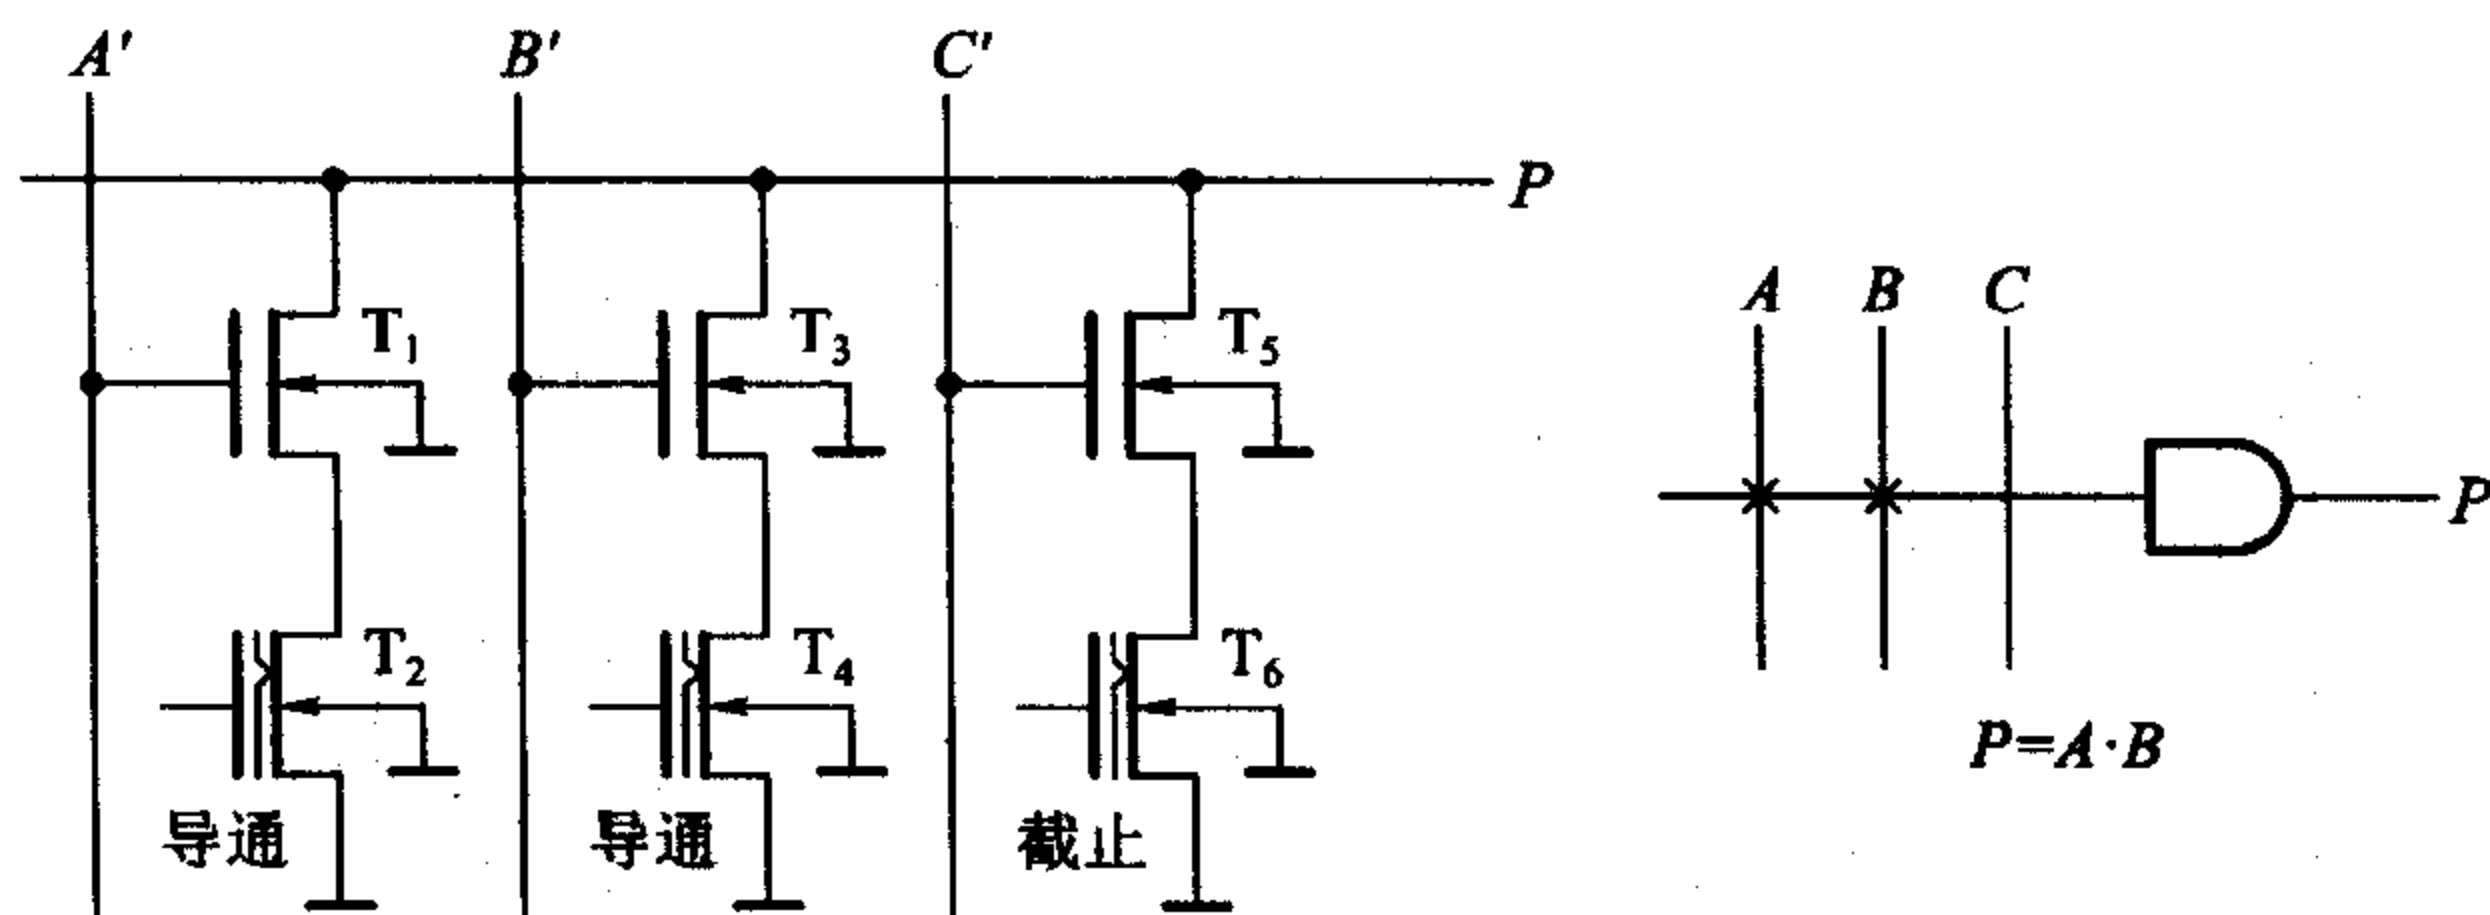 A′ B′ C′
P
A B C
T₁ T₃ T₅
P
T₂ T₄ T₆
P=A·B
导通 导通 截止